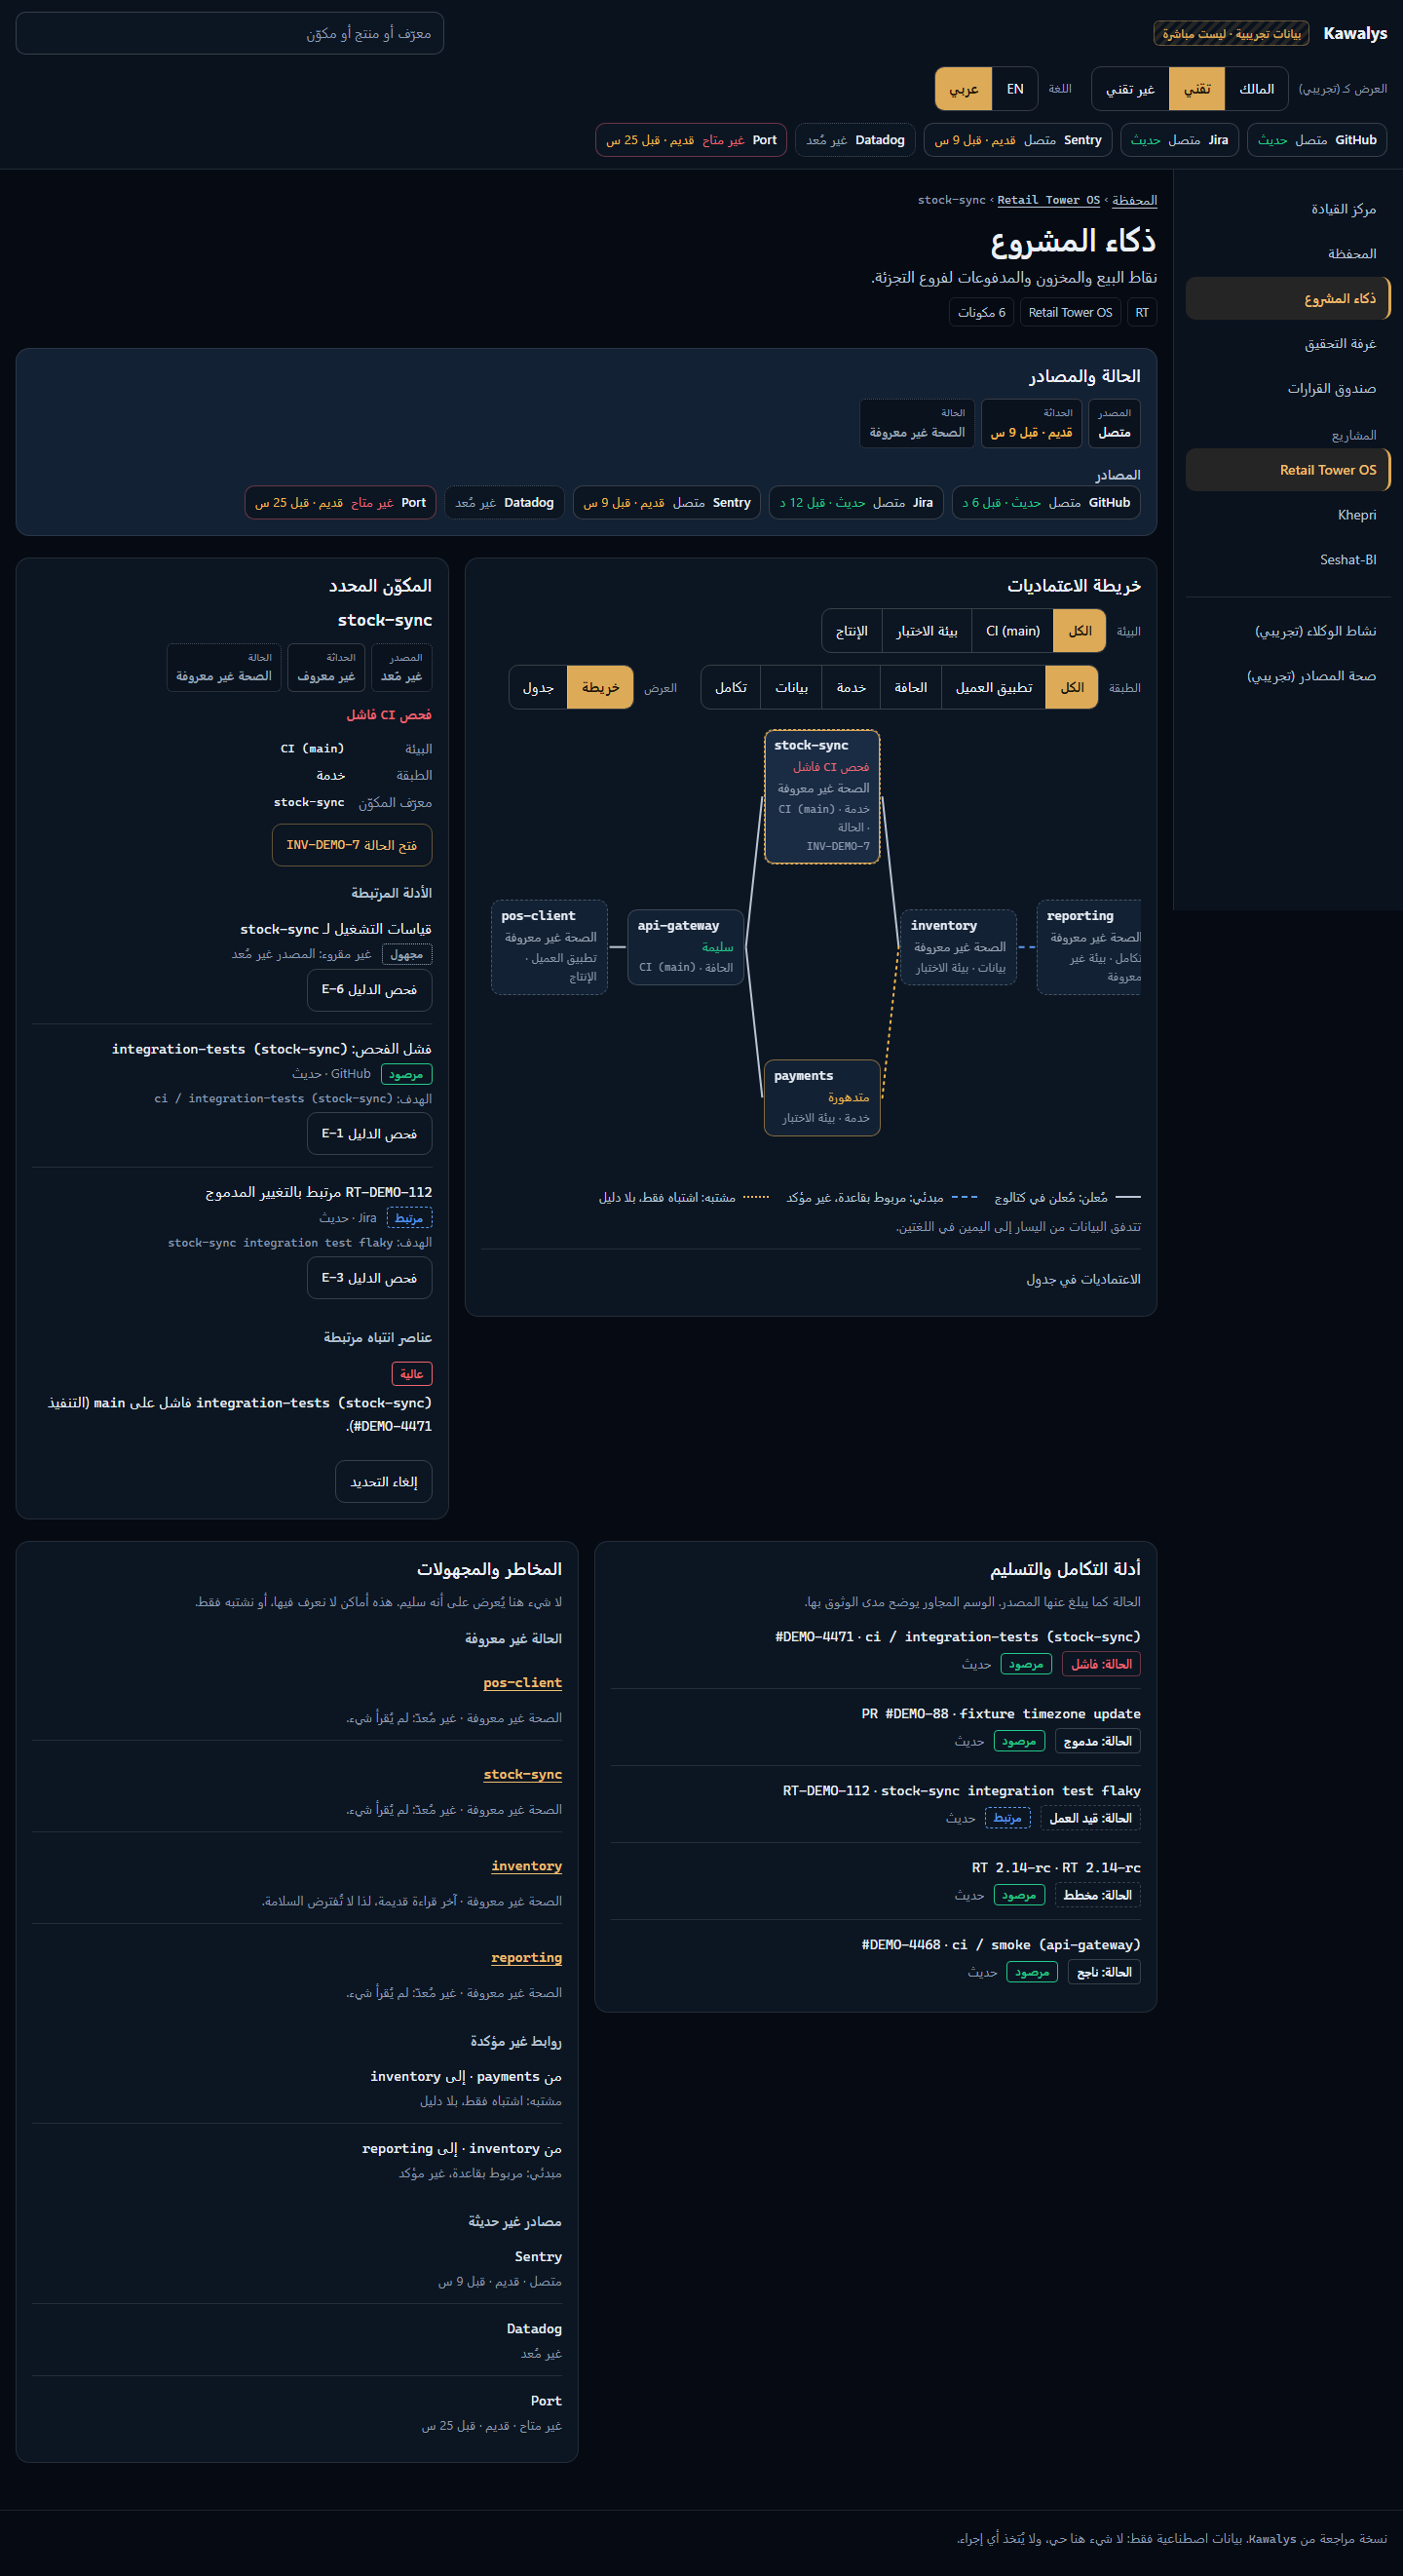 Kawalys
بيانات تجريبية · ليست مباشرة
معرّف أو منتج أو مكوّن
العرض كـ (تجريبي) المالك تقني غير تقني اللغة EN عربي
GitHub متصل حديث
Jira متصل حديث
Sentry متصل قديم · قبل 9 س
Datadog غير مُعد
Port غير متاح قديم · قبل 25 س
مركز القيادة
المحفظة
ذكاء المشروع
غرفة التحقيق
صندوق القرارات
المشاريع
Retail Tower OS
Khepri
Seshat-BI
نشاط الوكلاء (تجريبي)
صحة المصادر (تجريبي)
المحفظة › Retail Tower OS › stock-sync
ذكاء المشروع
نقاط البيع والمخزون والمدفوعات لفروع التجزئة.
RT
Retail Tower OS
6 مكونات
الحالة والمصادر
المصدر
متصل
الحداثة
قديم · قبل 9 س
الحالة
الصحة غير معروفة
المصادر
GitHub متصل حديث · قبل 6 د
Jira متصل حديث · قبل 12 د
Sentry متصل قديم · قبل 9 س
Datadog غير مُعد
Port غير متاح قديم · قبل 25 س
خريطة الاعتماديات
البيئة الكل CI (main) بيئة الاختبار الإنتاج
الطبقة الكل تطبيق العميل الحافة خدمة بيانات تكامل
العرض خريطة جدول
stock-sync
فحص CI فاشل
الصحة غير معروفة
خدمة · CI (main)
· الحالة
INV-DEMO-7
pos-client
الصحة غير معروفة
تطبيق العميل ·
الإنتاج
api-gateway
سليمة
الحافة · CI (main)
inventory
الصحة غير معروفة
بيانات · بيئة الاختبار
reporting
الصحة غير معروفة
تكامل · بيئة غير
معروفة
payments
متدهورة
خدمة · بيئة الاختبار
مُعلن: مُعلن في كتالوج
مبدئي: مربوط بقاعدة، غير مؤكد
مشتبه: اشتباه فقط، بلا دليل
تتدفق البيانات من اليسار إلى اليمين في اللغتين.
الاعتماديات في جدول
المكوّن المحدد
stock-sync
المصدر
غير مُعد
الحداثة
غير معروف
الحالة
الصحة غير معروفة
فحص CI فاشل
البيئة CI (main)
الطبقة خدمة
معرّف المكوّن stock-sync
فتح الحالة INV-DEMO-7
الأدلة المرتبطة
قياسات التشغيل لـ stock-sync
مجهول غير مقروء: المصدر غير مُعد
فحص الدليل E-6
فشل الفحص: integration-tests (stock-sync)
مرصود GitHub · حديث
الهدف: ci / integration-tests (stock-sync)
فحص الدليل E-1
RT-DEMO-112 مرتبط بالتغيير المدموج
مرتبط Jira · حديث
الهدف: stock-sync integration test flaky
فحص الدليل E-3
عناصر انتباه مرتبطة
عالية
integration-tests (stock-sync) فاشل على main (التنفيذ
#DEMO-4471).
إلغاء التحديد
أدلة التكامل والتسليم
الحالة كما يبلغ عنها المصدر. الوسم المجاور يوضح مدى الوثوق بها.
#DEMO-4471 · ci / integration-tests (stock-sync)
الحالة: فاشل مرصود حديث
PR #DEMO-88 · fixture timezone update
الحالة: مدموج مرصود حديث
RT-DEMO-112 · stock-sync integration test flaky
الحالة: قيد العمل مرتبط حديث
RT 2.14-rc · RT 2.14-rc
الحالة: مخطط مرصود حديث
#DEMO-4468 · ci / smoke (api-gateway)
الحالة: ناجح مرصود حديث
المخاطر والمجهولات
لا شيء هنا يُعرض على أنه سليم. هذه أماكن لا نعرف فيها، أو نشتبه فقط.
الحالة غير معروفة
pos-client
الصحة غير معروفة · غير مُعدّ: لم يُقرأ شيء.
stock-sync
الصحة غير معروفة · غير مُعدّ: لم يُقرأ شيء.
inventory
الصحة غير معروفة · آخر قراءة قديمة، لذا لا تُفترض السلامة.
reporting
الصحة غير معروفة · غير مُعدّ: لم يُقرأ شيء.
روابط غير مؤكدة
من payments · إلى inventory
مشتبه: اشتباه فقط، بلا دليل
من inventory · إلى reporting
مبدئي: مربوط بقاعدة، غير مؤكد
مصادر غير حديثة
Sentry
متصل · قديم · قبل 9 س
Datadog
غير مُعد
Port
غير متاح · قديم · قبل 25 س
نسخة مراجعة من Kawalys. بيانات اصطناعية فقط: لا شيء هنا حي، ولا يُتخذ أي إجراء.